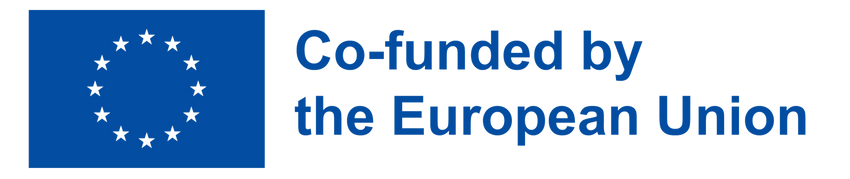 Co-funded by
the European Union